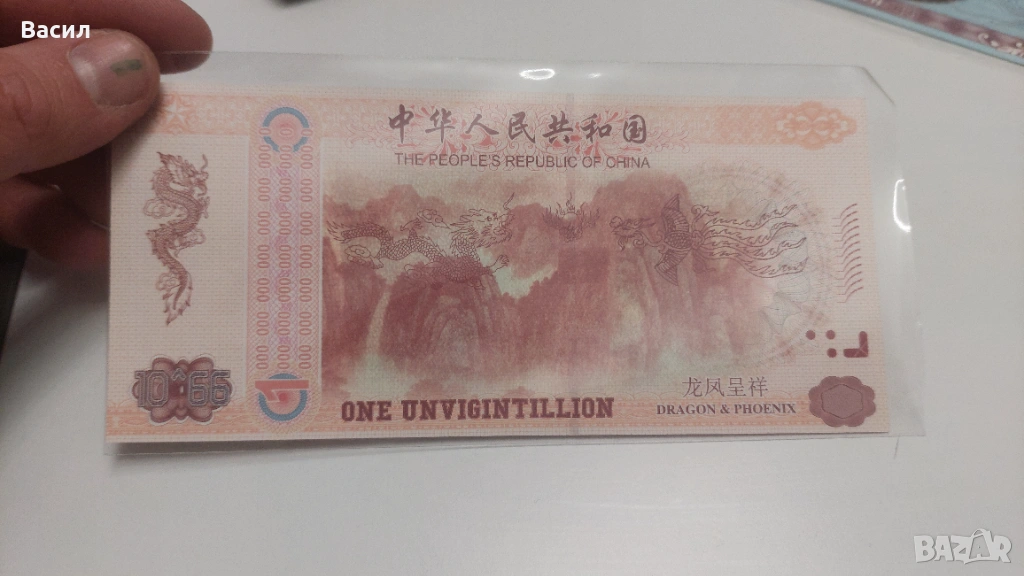 Васил
中华人民共和国
THE PEOPLE'S REPUBLIC OF CHINA
10^66
ONE UNVIGINTILLION
龙凤呈祥
DRAGON & PHOENIX
BAZAR